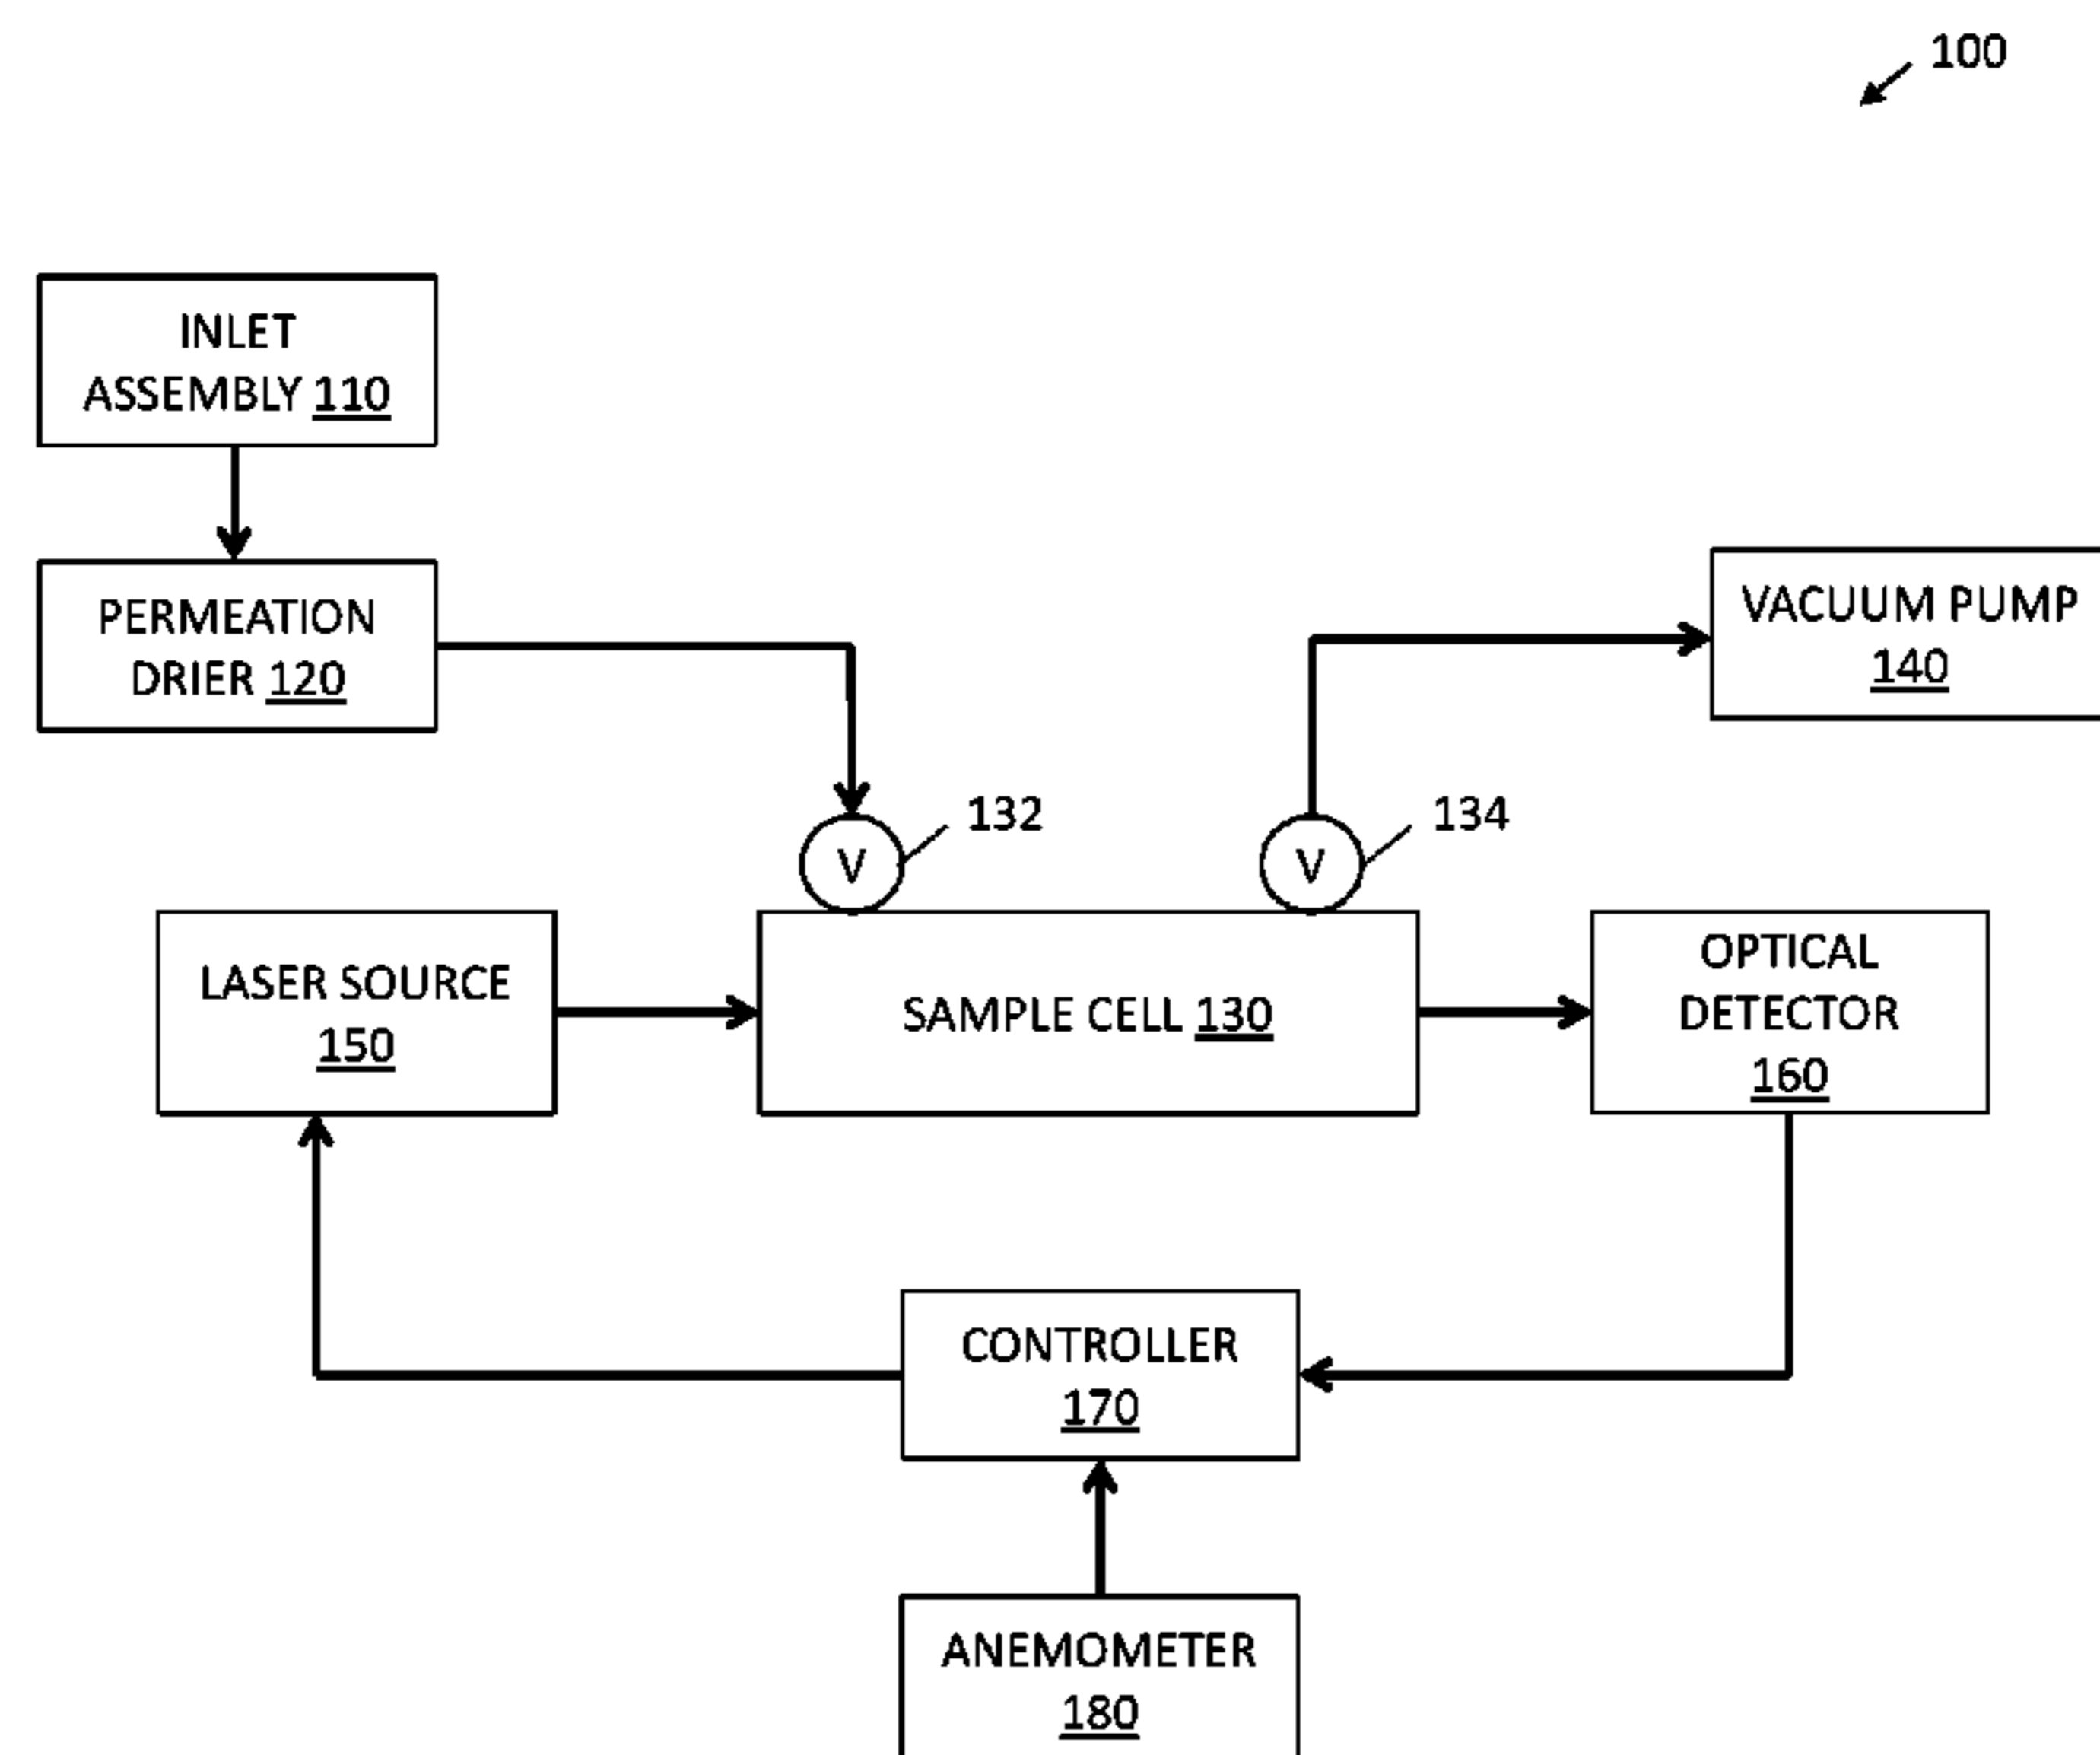 100
INLET
ASSEMBLY 110
PERMEATION
DRIER 120
VACUUM PUMP
140
132
134
V
V
LASER SOURCE
150
SAMPLE CELL 130
OPTICAL
DETECTOR
160
CONTROLLER
170
ANEMOMETER
180